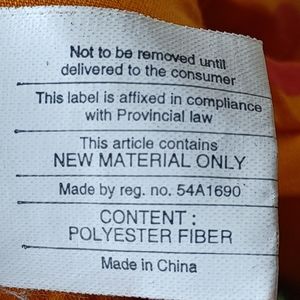 Not to be removed until
delivered to the consumer
This label is affixed in compliance
with Provincial law
This article contains
NEW MATERIAL ONLY
Made by reg. no. 54A1690
CONTENT :
POLYESTER FIBER
Made in China